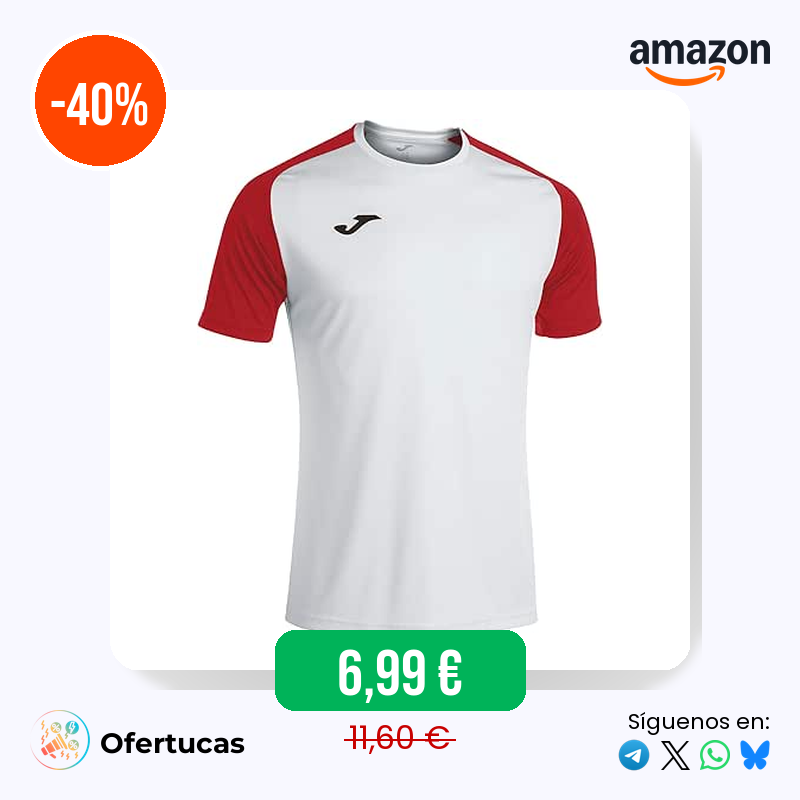 -40%
amazon
6,99 €
11,60 €
Ofertucas
Síguenos en: